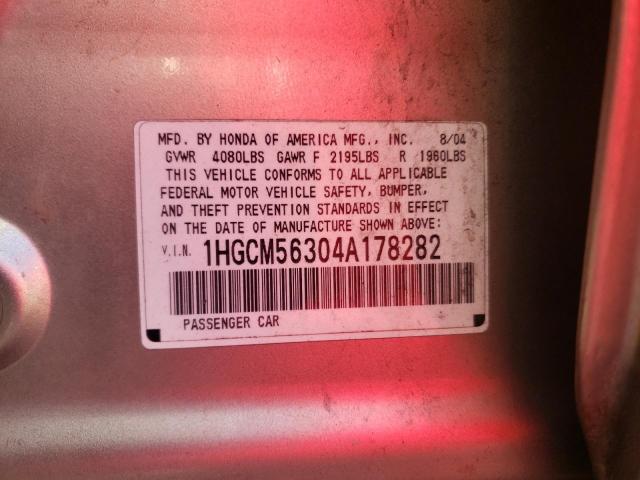 MFD. BY HONDA OF AMERICA MFG., INC. 8/04
GVWR 4080LBS GAWR F 2195LBS R 1960LBS
THIS VEHICLE CONFORMS TO ALL APPLICABLE
FEDERAL MOTOR VEHICLE SAFETY, BUMPER,
AND THEFT PREVENTION STANDARDS IN EFFECT
ON THE DATE OF MANUFACTURE SHOWN ABOVE:
V.I.N. 1HGCM56304A178282
PASSENGER CAR